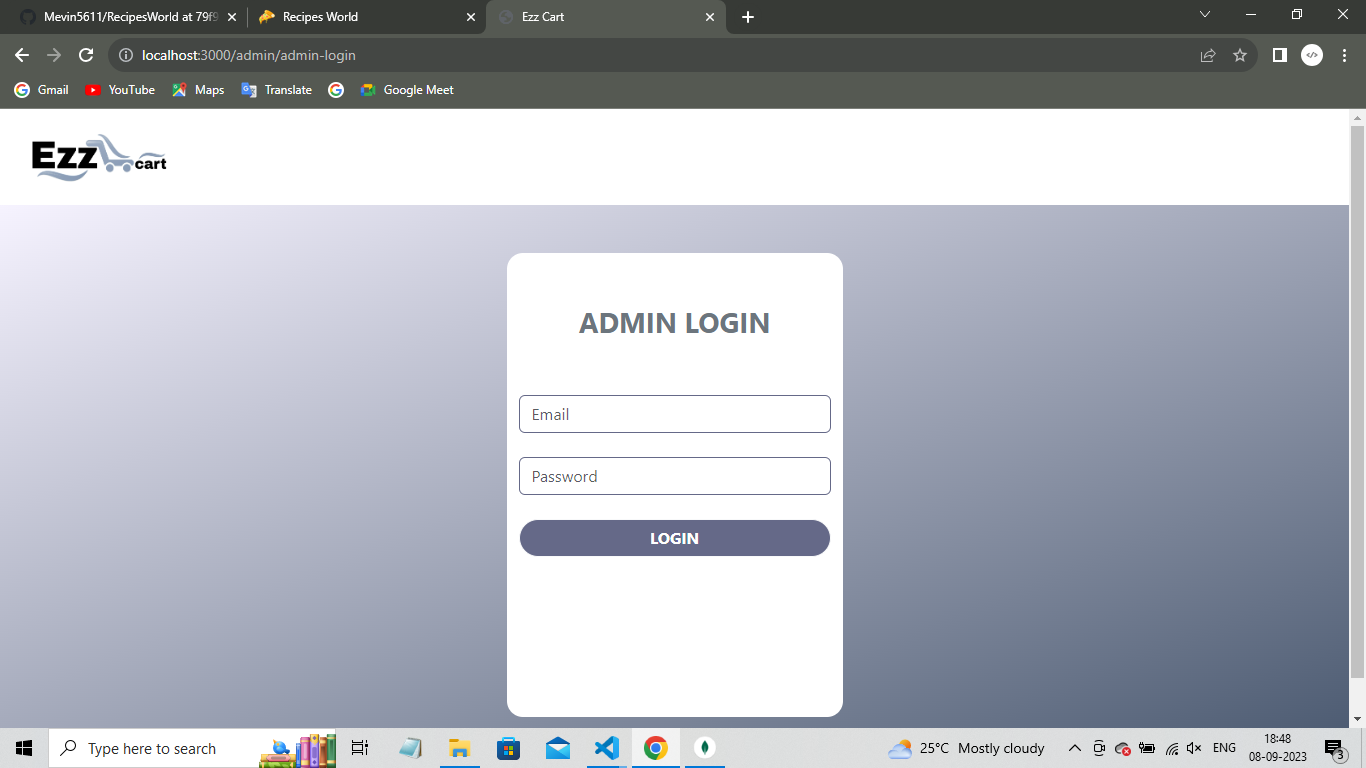 Mevin5611/RecipesWorld at 79f9
Recipes World
Ezz Cart
localhost:3000/admin/admin-login
Gmail
YouTube
Maps
Translate
Google Meet
Ezz cart
ADMIN LOGIN
Email
Password
LOGIN
Type here to search
25°C Mostly cloudy
ENG
18:48
08-09-2023
3